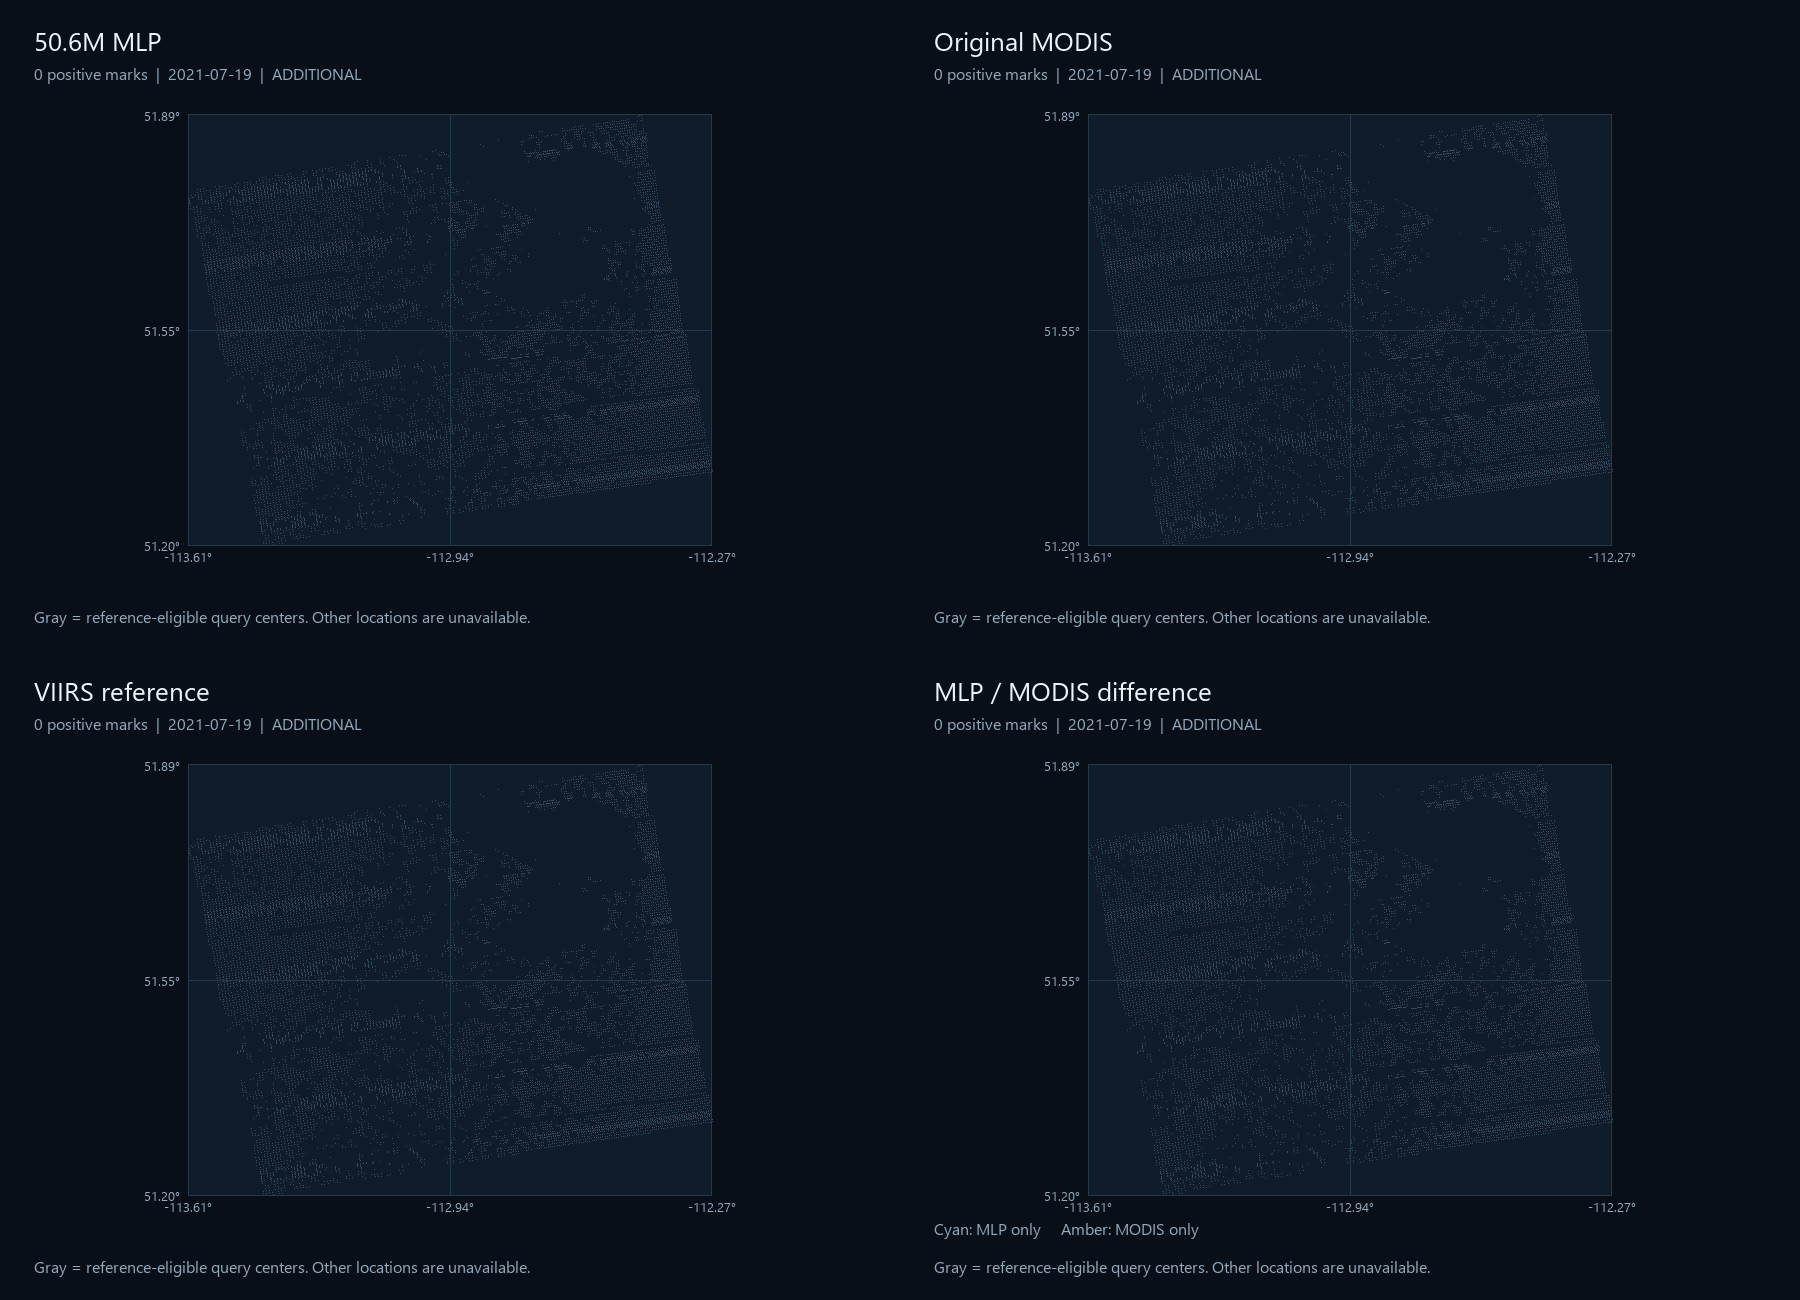 50.6M MLP
0 positive marks | 2021-07-19 | ADDITIONAL
51.89°
51.55°
51.20°
-113.61°
-112.94°
-112.27°
Gray = reference-eligible query centers. Other locations are unavailable.
Original MODIS
0 positive marks | 2021-07-19 | ADDITIONAL
51.89°
51.55°
51.20°
-113.61°
-112.94°
-112.27°
Gray = reference-eligible query centers. Other locations are unavailable.
VIIRS reference
0 positive marks | 2021-07-19 | ADDITIONAL
51.89°
51.55°
51.20°
-113.61°
-112.94°
-112.27°
Gray = reference-eligible query centers. Other locations are unavailable.
MLP / MODIS difference
0 positive marks | 2021-07-19 | ADDITIONAL
51.89°
51.55°
51.20°
-113.61°
-112.94°
-112.27°
Cyan: MLP only Amber: MODIS only
Gray = reference-eligible query centers. Other locations are unavailable.